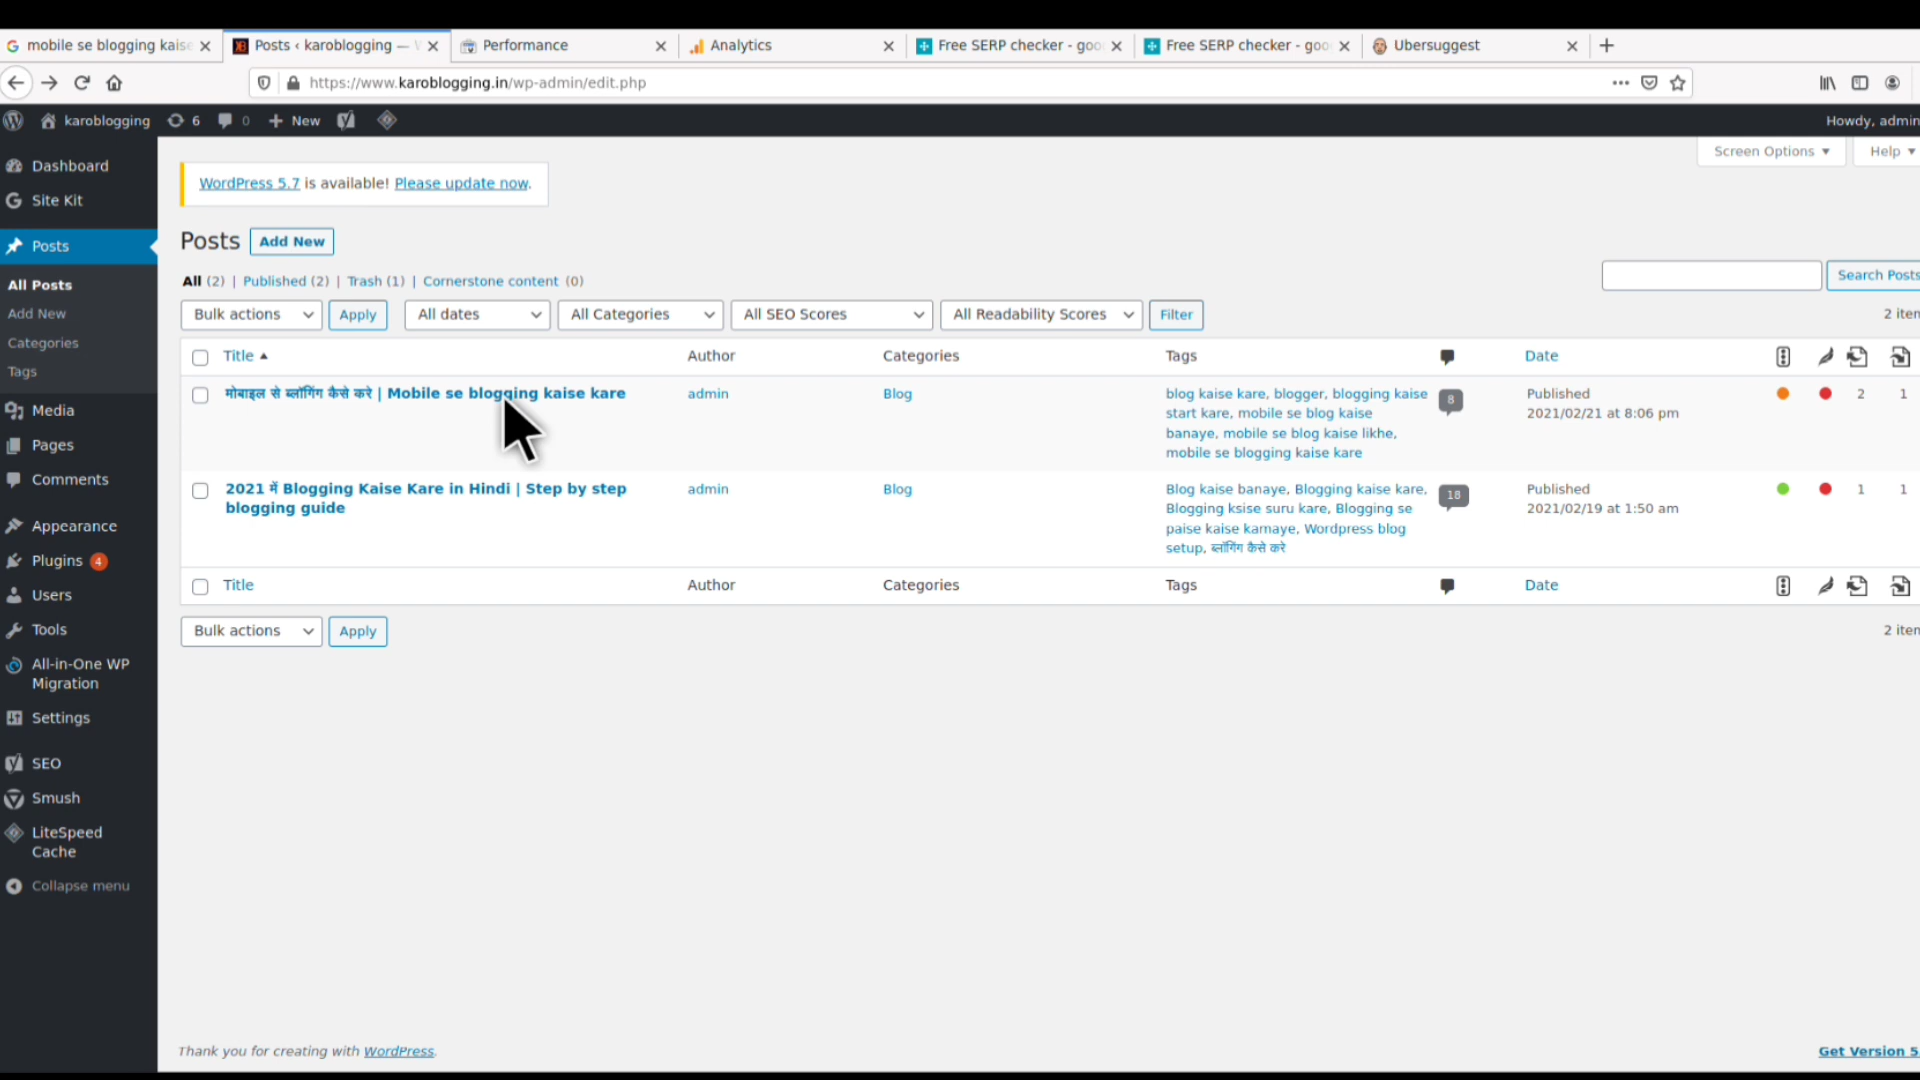 mobile se blogging kaise
Posts ‹ karoblogging —
Performance
Analytics
Free SERP checker - goo
Free SERP checker - goo
Ubersuggest
https://www.karoblogging.in/wp-admin/edit.php
karoblogging
6
0
+ New
Howdy, admin
Dashboard
Site Kit
Posts
All Posts
Add New
Categories
Tags
Media
Pages
Comments
Appearance
Plugins 4
Users
Tools
All-in-One WP
Migration
Settings
SEO
Smush
LiteSpeed
Cache
Collapse menu
Screen Options
Help
WordPress 5.7 is available! Please update now.
Posts
Add New
All (2) | Published (2) | Trash (1) | Cornerstone content (0)
Search Posts
Bulk actions
Apply
All dates
All Categories
All SEO Scores
All Readability Scores
Filter
2 item
Title
Author
Categories
Tags
Date
मोबाइल से ब्लॉगिंग कैसे करे | Mobile se blogging kaise kare
admin
Blog
blog kaise kare, blogger, blogging kaise
start kare, mobile se blog kaise
banaye, mobile se blog kaise likhe,
mobile se blogging kaise kare
8
Published
2021/02/21 at 8:06 pm
2
1
2021 में Blogging Kaise Kare in Hindi | Step by step
blogging guide
admin
Blog
Blog kaise banaye, Blogging kaise kare,
Blogging ksise suru kare, Blogging se
paise kaise kamaye, Wordpress blog
setup, ब्लॉगिंग कैसे करे
18
Published
2021/02/19 at 1:50 am
1
1
Title
Author
Categories
Tags
Date
Bulk actions
Apply
2 item
Thank you for creating with WordPress.
Get Version 5.